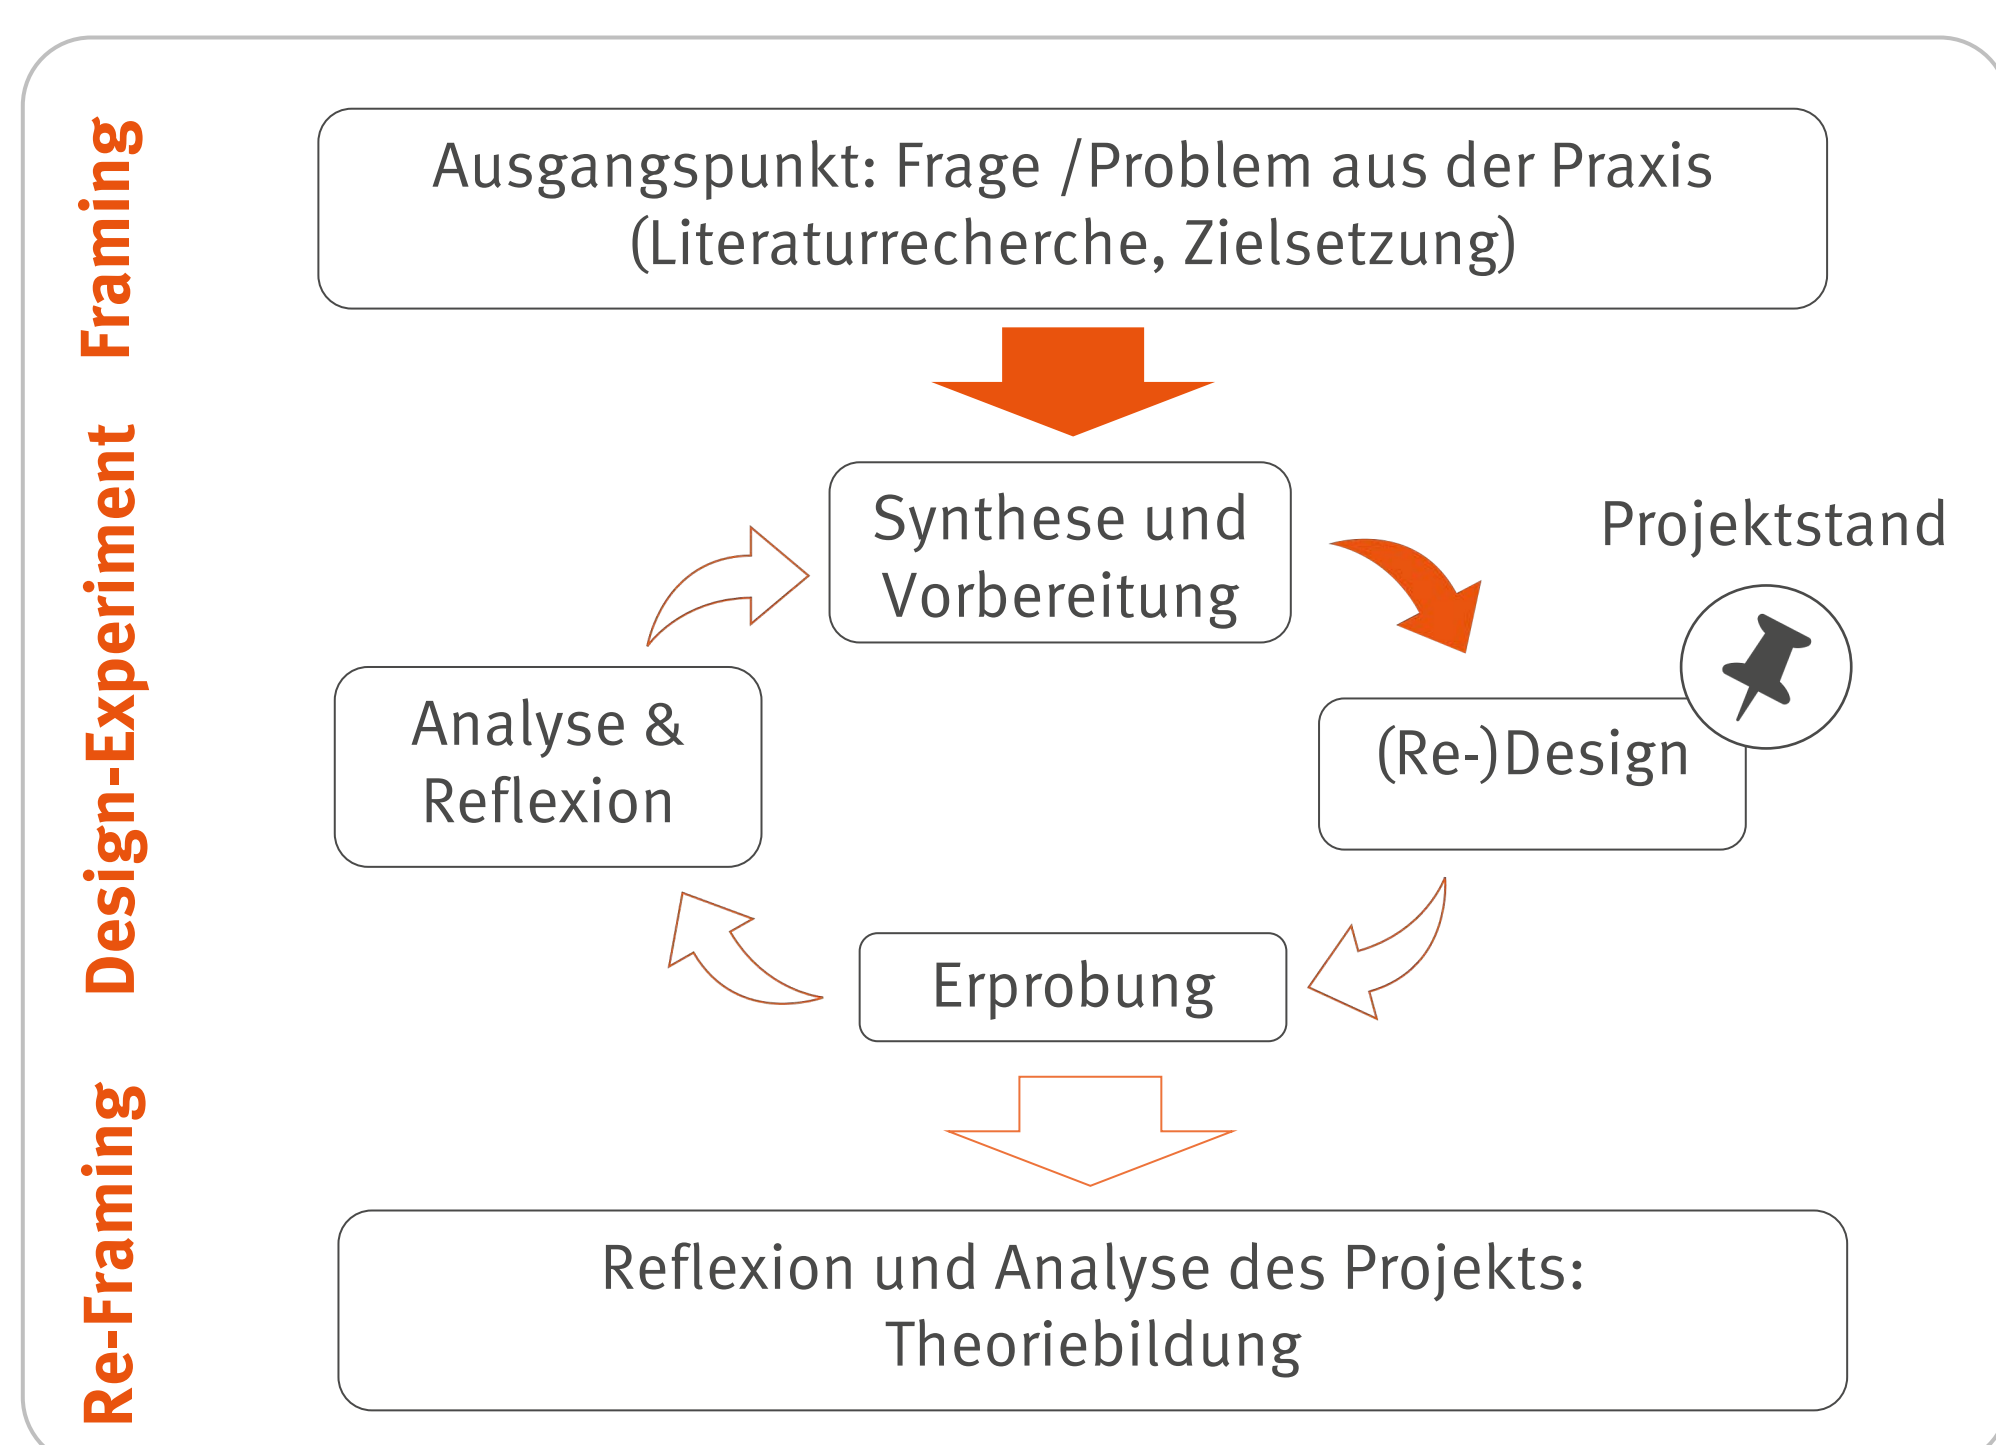 Framing
Ausgangspunkt: Frage /Problem aus der Praxis
(Literaturrecherche, Zielsetzung)
Design-Experiment
Synthese und
Vorbereitung
Projektstand
Analyse &
Reflexion
(Re-)Design
Erprobung
Re-Framing
Reflexion und Analyse des Projekts:
Theoriebildung